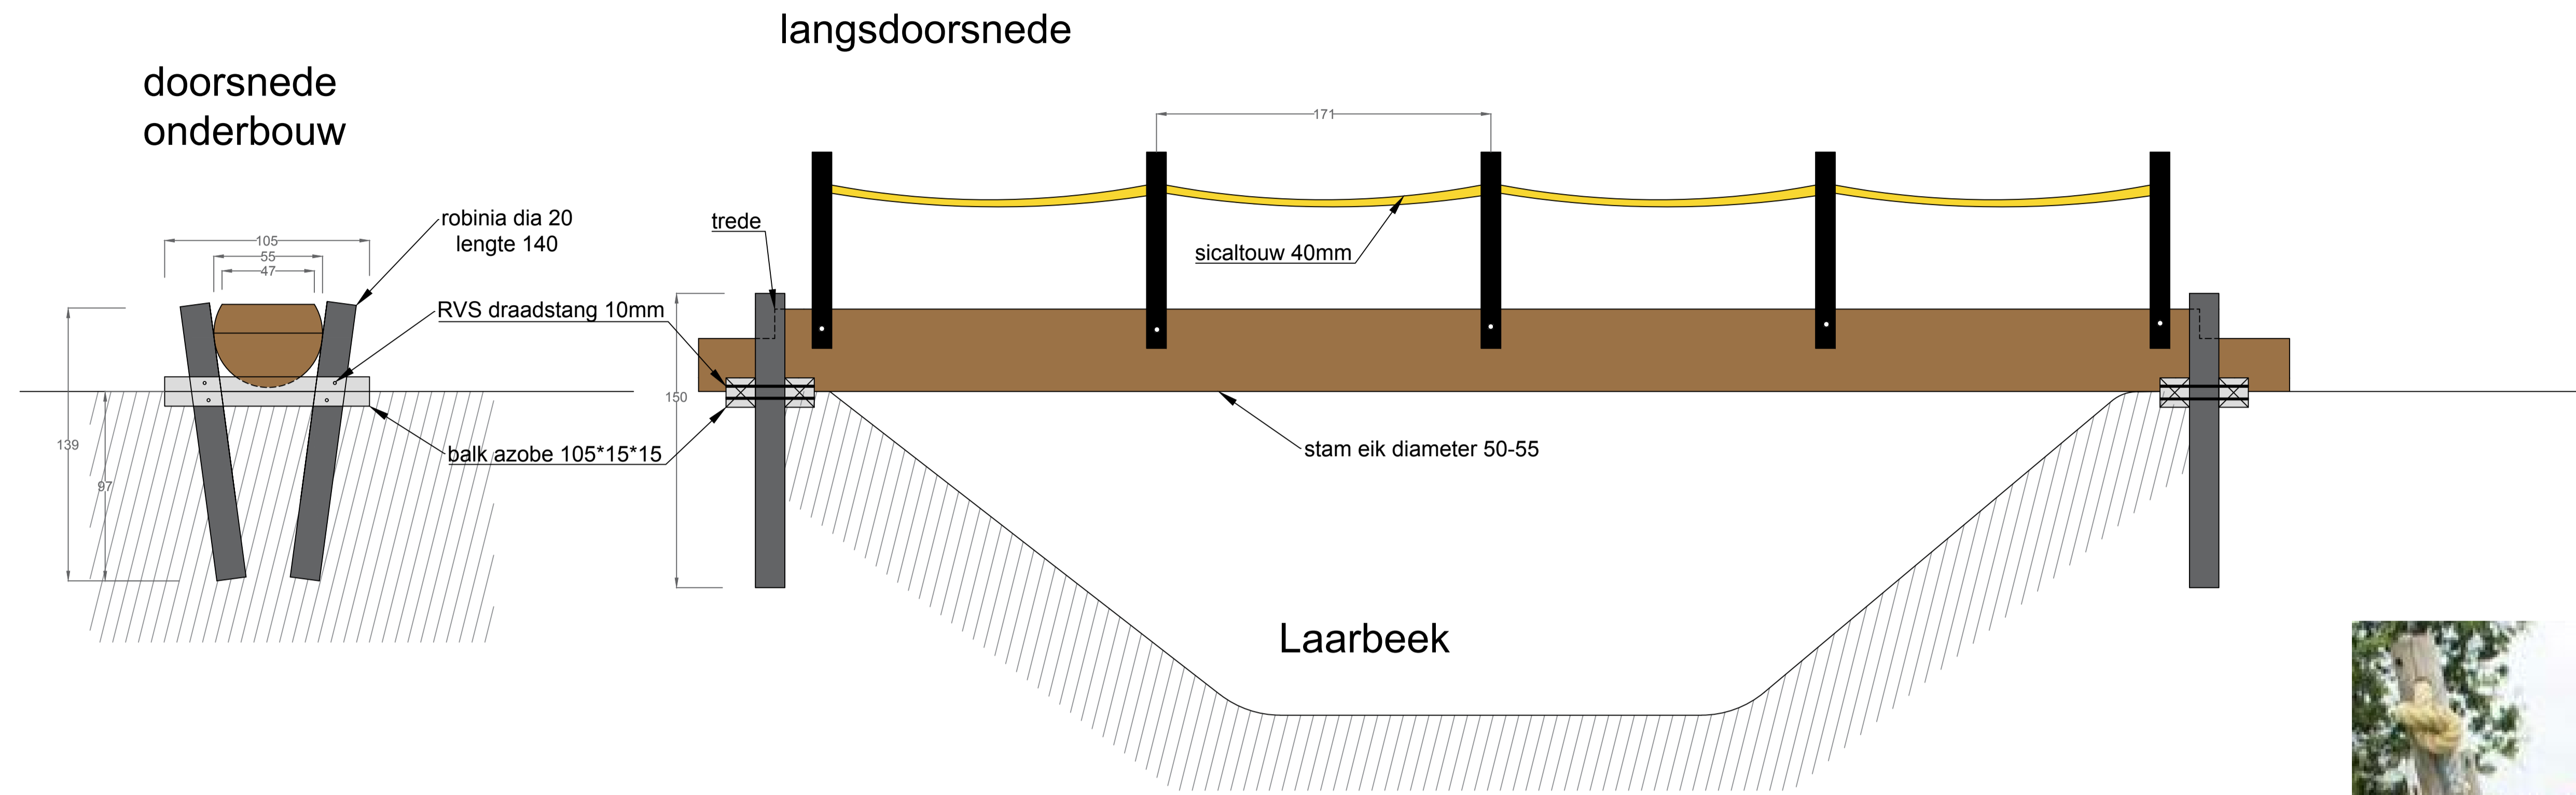 langsdoorsnede
doorsnede
onderbouw
171
robinia dia 20
lengte 140
trede
105
55
47
sicaltouw 40mm
RVS draadstang 10mm
150
139
97
balk azobe 105*15*15
stam eik diameter 50-55
Laarbeek